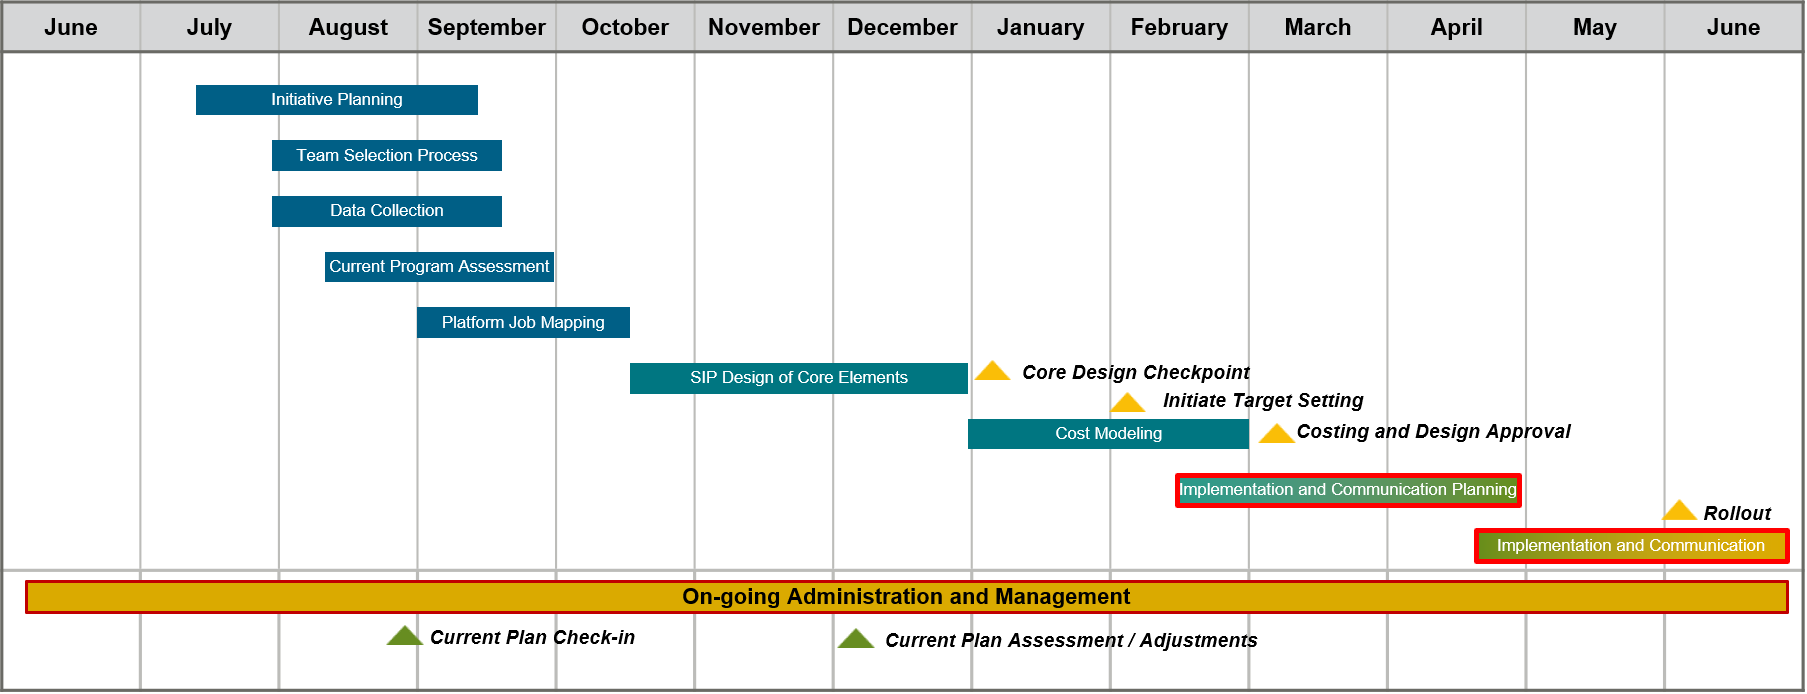 June July August September October November December January February March April May June
Initiative Planning
Team Selection Process
Data Collection
Current Program Assessment
Platform Job Mapping
SIP Design of Core Elements
Core Design Checkpoint
Initiate Target Setting
Cost Modeling
Costing and Design Approval
Implementation and Communication Planning
Rollout
Implementation and Communication
On-going Administration and Management
Current Plan Check-in
Current Plan Assessment / Adjustments